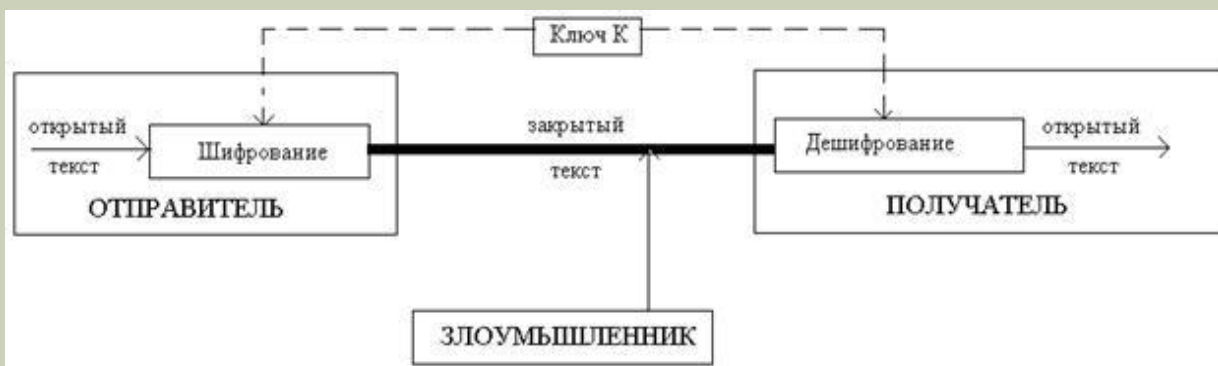 Ключ К
открытый
текст
Шифрование
ОТПРАВИТЕЛЬ
закрытый
текст
Дешифрование
открытый
текст
ПОЛУЧАТЕЛЬ
ЗЛОУМЫШЛЕННИК